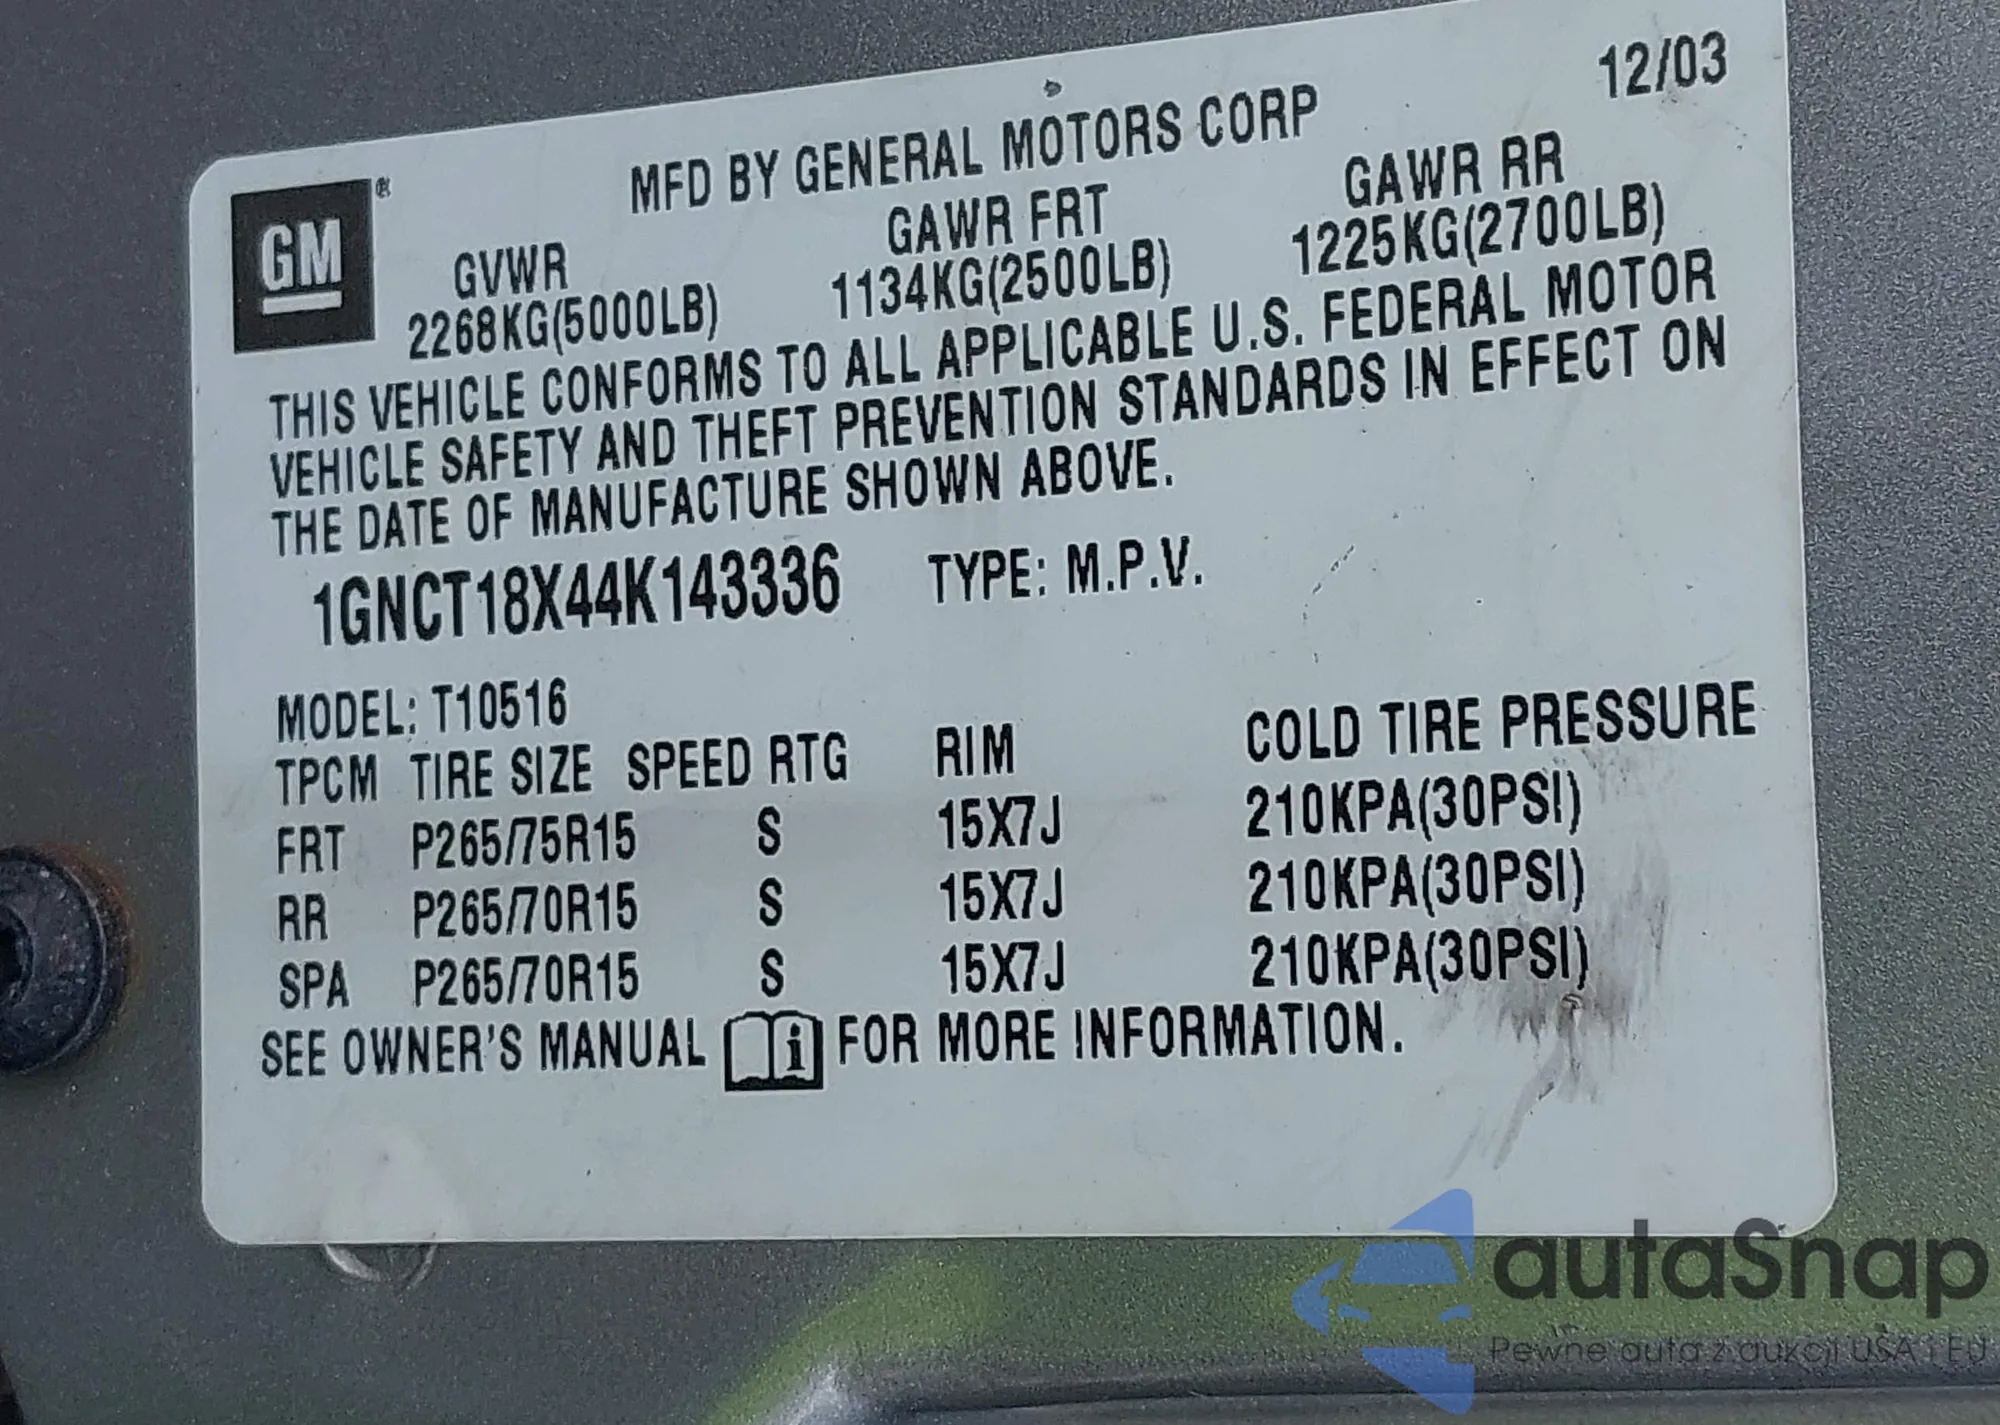 12/03
MFD BY GENERAL MOTORS CORP
GM®
GVWR GAWR FRT GAWR RR
2268KG(5000LB) 1134KG(2500LB) 1225KG(2700LB)
THIS VEHICLE CONFORMS TO ALL APPLICABLE U.S. FEDERAL MOTOR
VEHICLE SAFETY AND THEFT PREVENTION STANDARDS IN EFFECT ON
THE DATE OF MANUFACTURE SHOWN ABOVE.
1GNCT18X44K143336 TYPE: M.P.V.
MODEL: T10516
TPCM TIRE SIZE SPEED RTG RIM COLD TIRE PRESSURE
FRT P265/75R15 S 15X7J 210KPA(30PSI)
RR P265/70R15 S 15X7J 210KPA(30PSI)
SPA P265/70R15 S 15X7J 210KPA(30PSI)
SEE OWNER'S MANUAL i FOR MORE INFORMATION.
autaSnap
Pewne auta z aukcji USA i EU